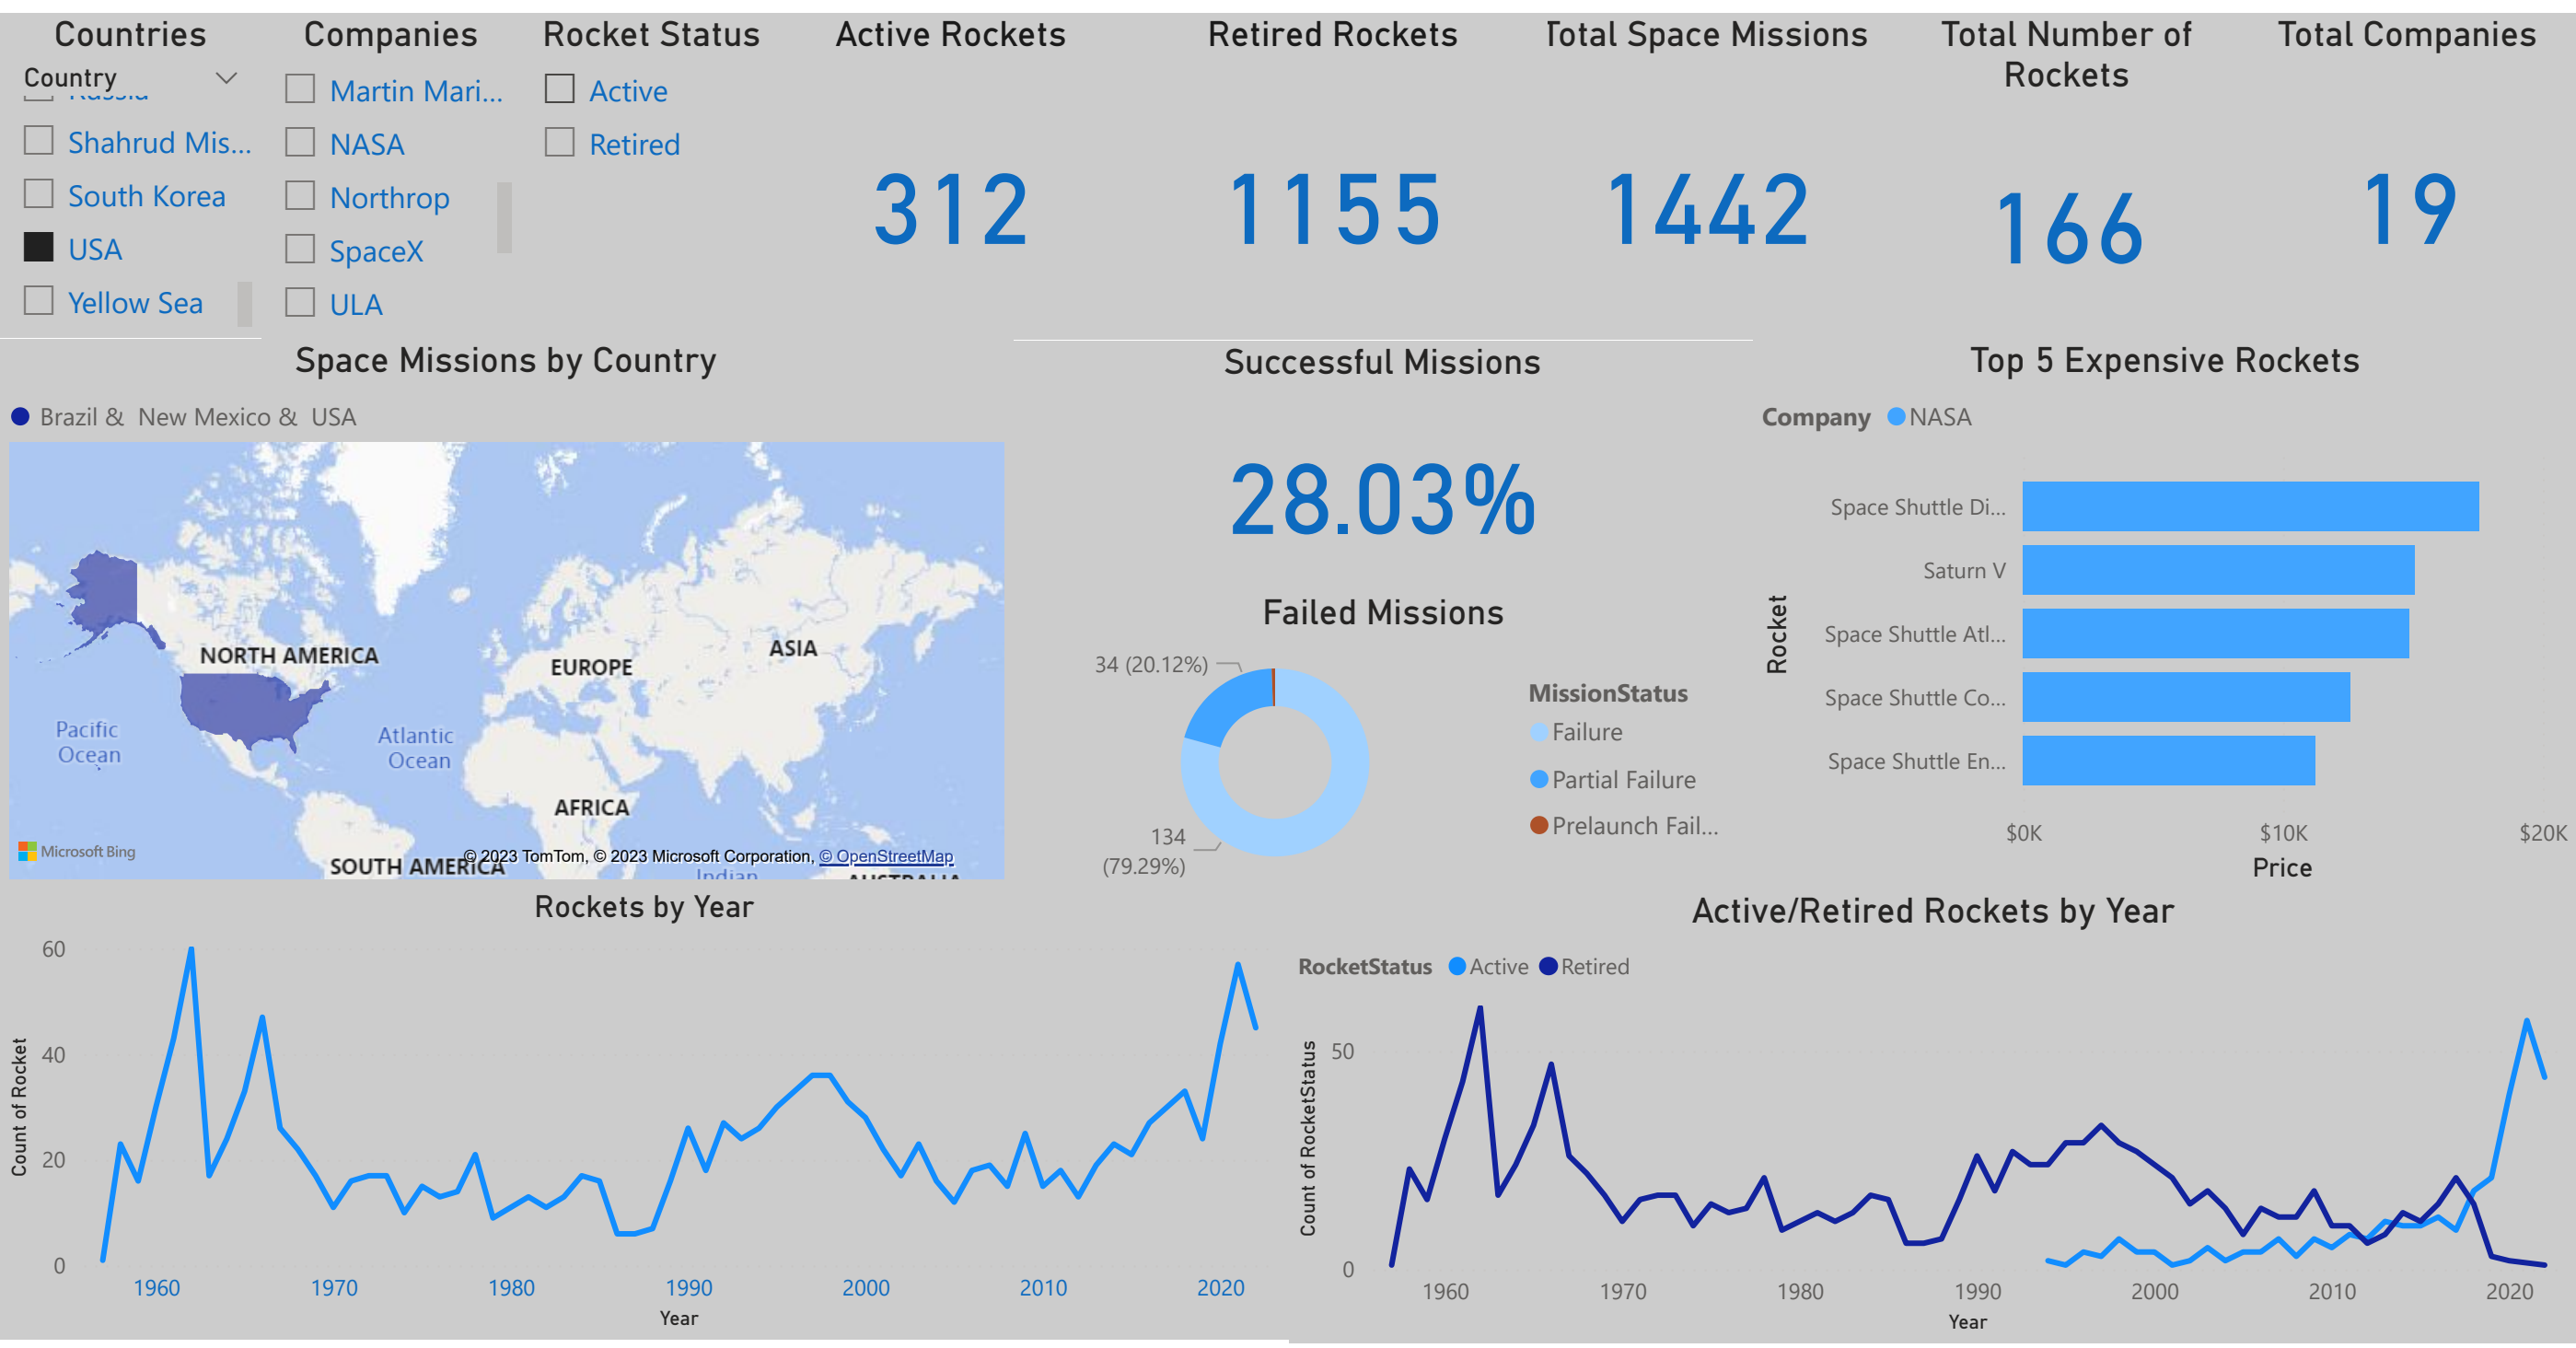 Countries
Companies
Rocket Status
Active Rockets
Retired Rockets
Total Space Missions
Total Number of
Rockets
Total Companies
Country
Shahrud Mis...
South Korea
USA
Yellow Sea
Martin Mari...
NASA
Northrop
SpaceX
ULA
Active
Retired
312
1155
1442
166
19
Space Missions by Country
Brazil & New Mexico & USA
NORTH AMERICA
EUROPE
ASIA
Pacific
Ocean
Atlantic
Ocean
AFRICA
SOUTH AMERICA
Microsoft Bing
© 2023 TomTom, © 2023 Microsoft Corporation, © OpenStreetMap
Successful Missions
28.03%
Failed Missions
34 (20.12%)
134
(79.29%)
MissionStatus
Failure
Partial Failure
Prelaunch Fail...
Top 5 Expensive Rockets
Company NASA
Rocket
Space Shuttle Di...
Saturn V
Space Shuttle Atl...
Space Shuttle Co...
Space Shuttle En...
$0K $10K $20K
Price
Rockets by Year
Count of Rocket
60
40
20
0
1960 1970 1980 1990 2000 2010 2020
Year
Active/Retired Rockets by Year
RocketStatus Active Retired
Count of RocketStatus
50
0
1960 1970 1980 1990 2000 2010 2020
Year